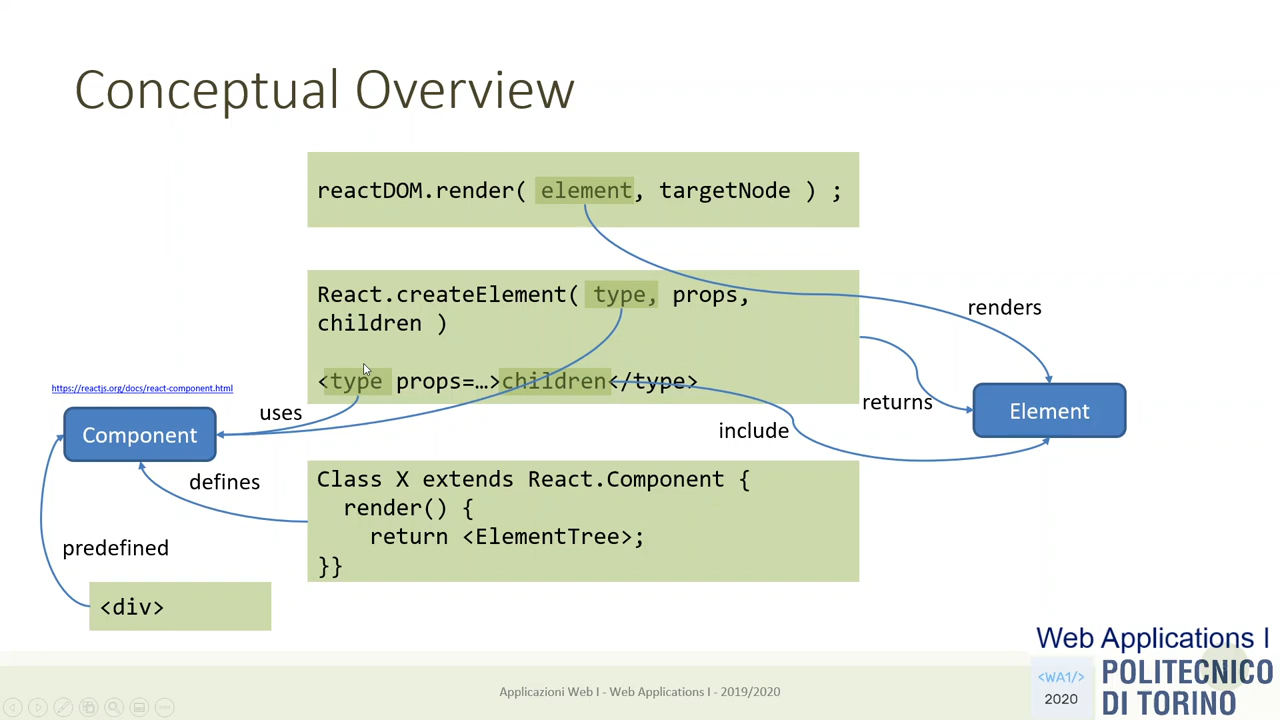 Conceptual Overview
reactDOM.render( element, targetNode ) ;
React.createElement( type, props,
children )
<type props=…>children</type>
renders
returns
Element
include
https://reactjs.org/docs/react-component.html
Component
uses
defines
predefined
Class X extends React.Component {
render() {
return <ElementTree>;
}}
<div>
Web Applications I
<WA1/>
2020
POLITECNICO
DI TORINO
Applicazioni Web I - Web Applications I - 2019/2020